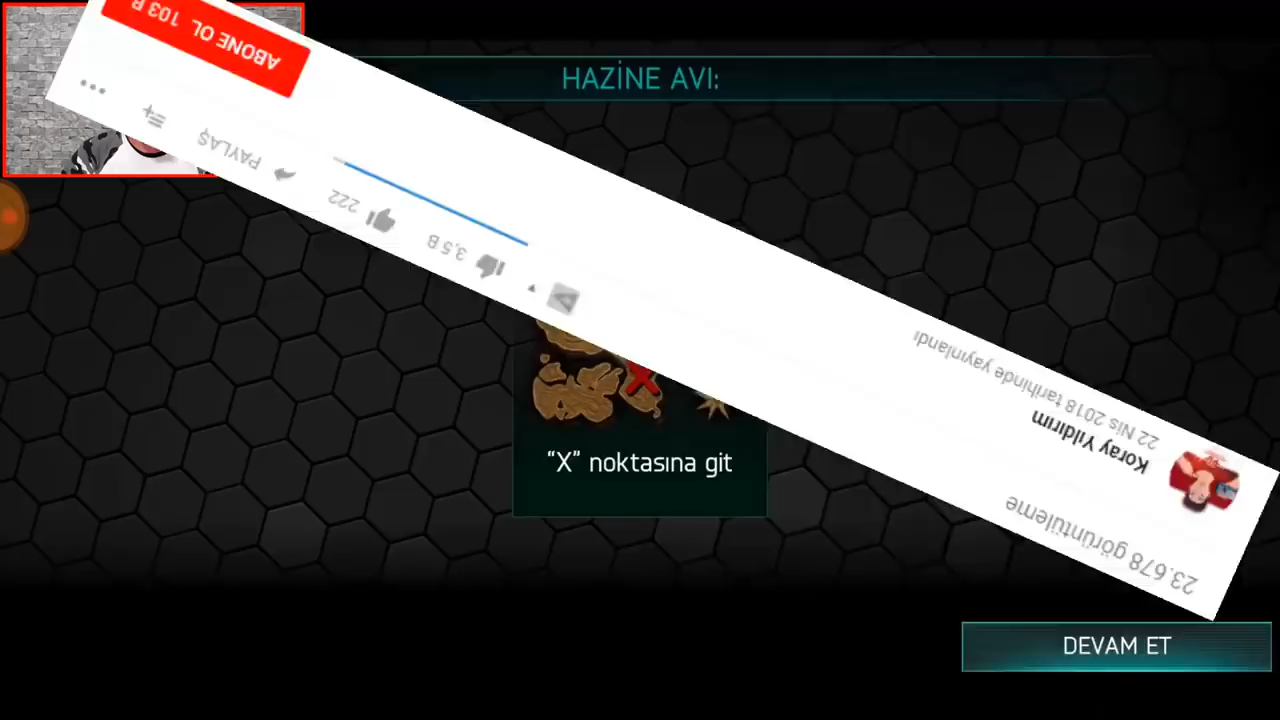 HAZİNE AVI:
"X" noktasına git
DEVAM ET
23.678 görüntüleme
Koray Yıldırım
22 Nis 2018 tarihinde yayınlandı
3,5 B
222
PAYLAŞ
ABONE OL 103 B